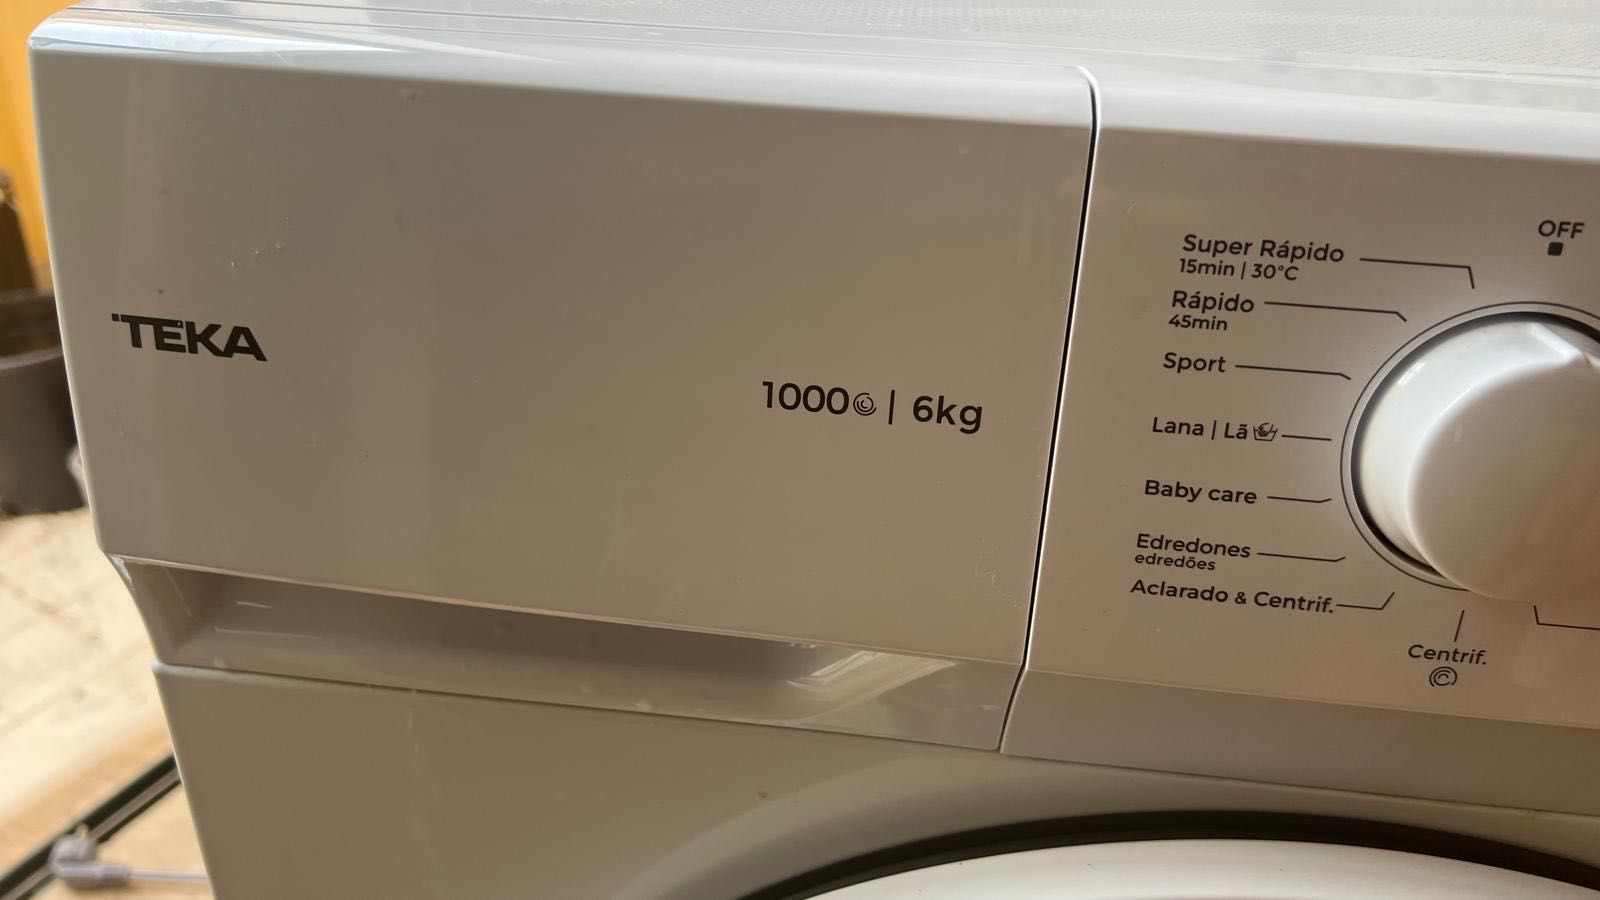 TEKA
1000 | 6kg
OFF
Super Rápido
15min | 30°C
Rápido
45min
Sport
Lana | Lã
Baby care
Edredones
edredões
Aclarado & Centrif.
Centrif.